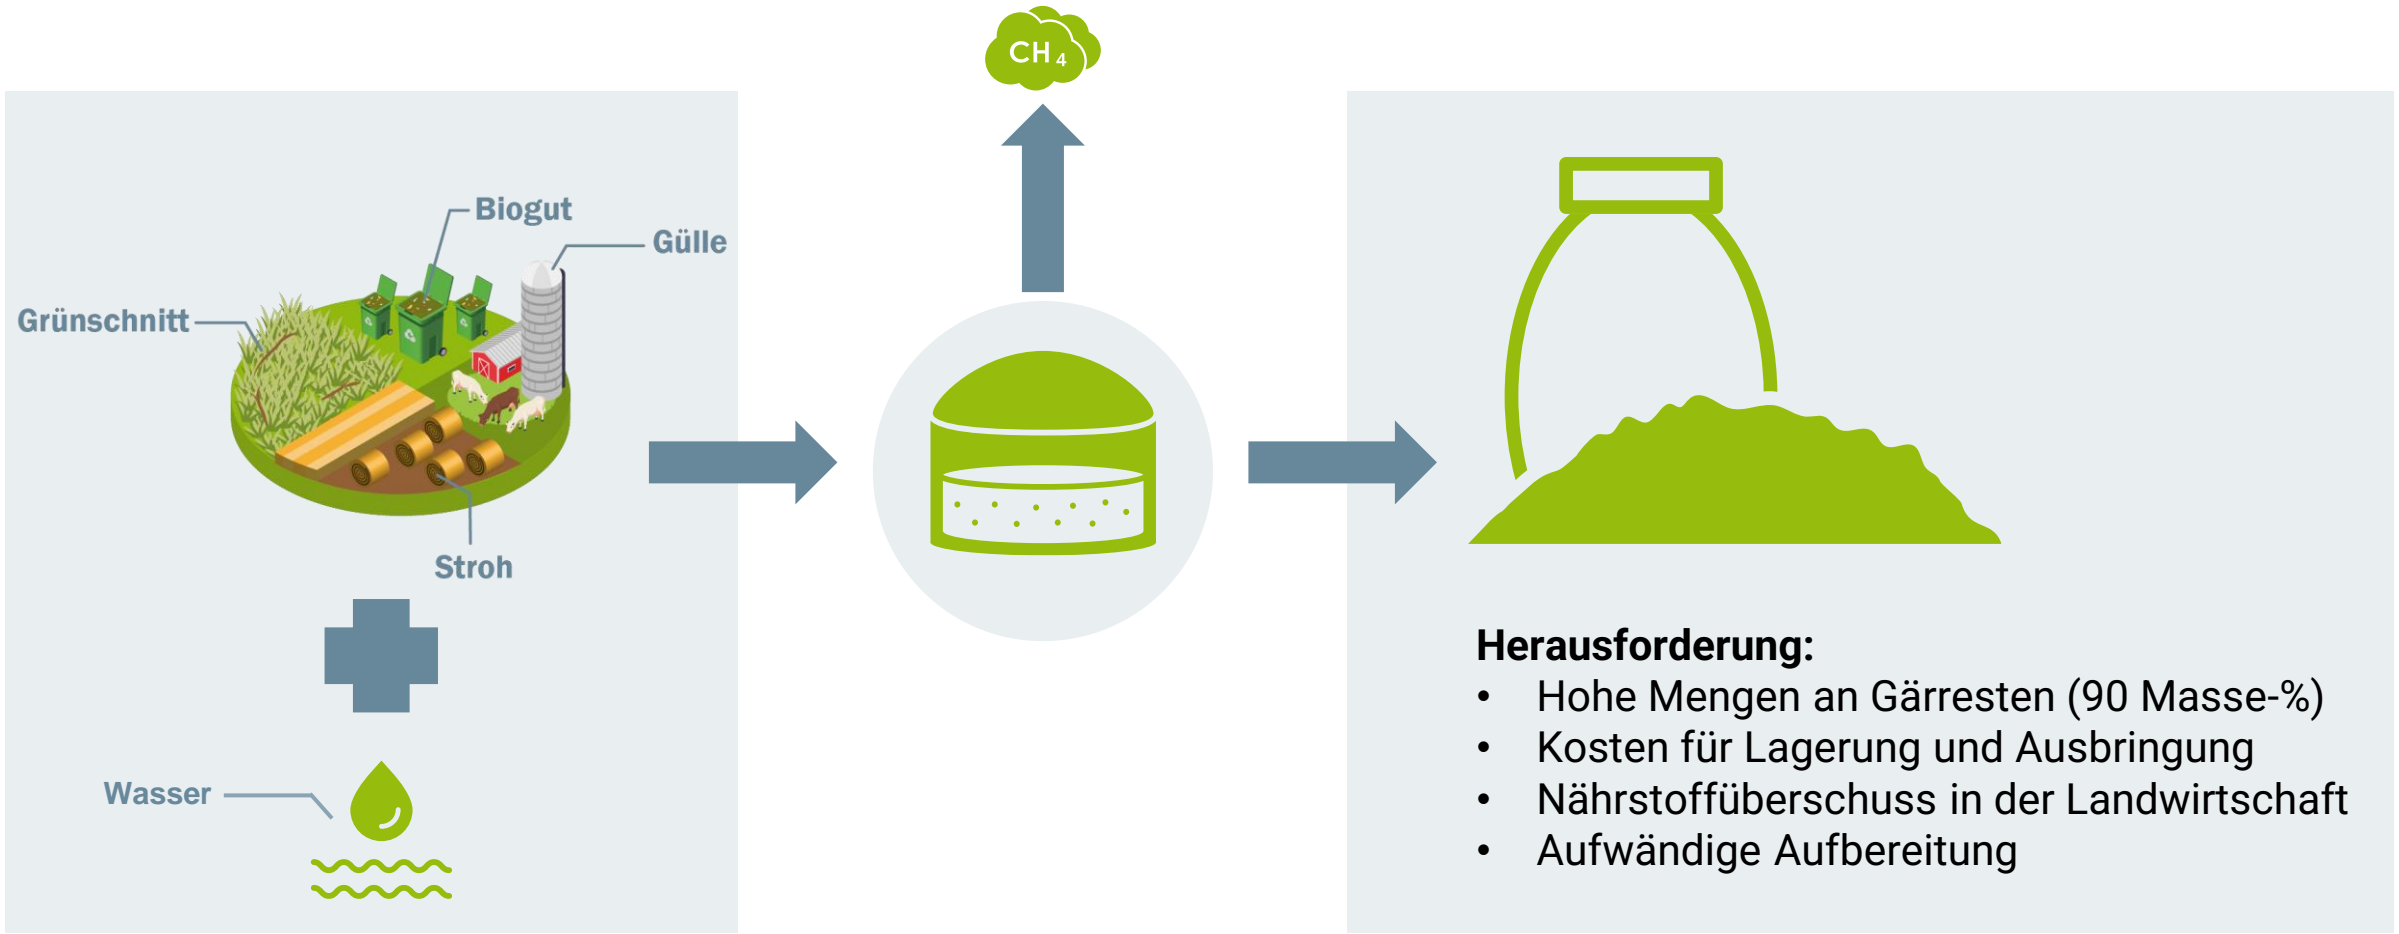 CH₄
Biogut
Gülle
Grünschnitt
Stroh
Wasser
Herausforderung:
• Hohe Mengen an Gärresten (90 Masse-%)
• Kosten für Lagerung und Ausbringung
• Nährstoffüberschuss in der Landwirtschaft
• Aufwändige Aufbereitung